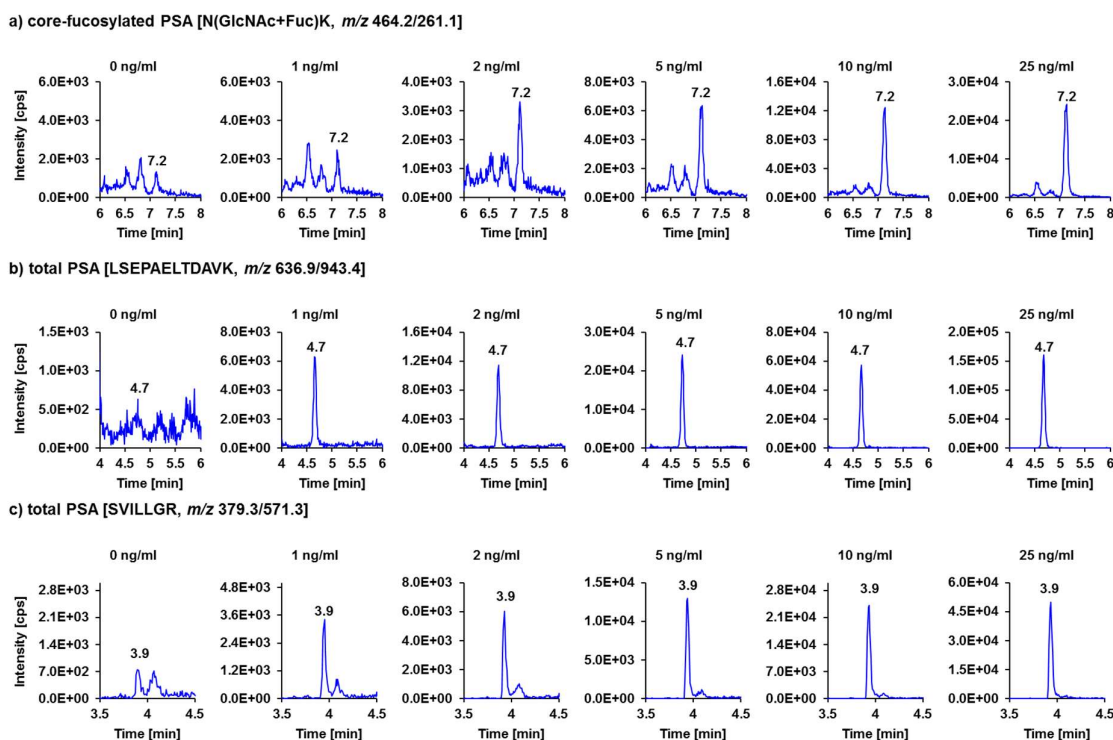 a) core-fucosylated PSA [N(GlcNAc+Fuc)K, m/z 464.2/261.1]
0 ng/ml 1 ng/ml 2 ng/ml 5 ng/ml 10 ng/ml 25 ng/ml
Intensity [cps]
6.0E+03 4.0E+03 2.0E+03 0.0E+00
7.2
6 6.5 7 7.5 8
Time [min]
6.0E+03 4.0E+03 2.0E+03 0.0E+00
7.2
6 6.5 7 7.5 8
Time [min]
4.0E+03 3.0E+03 2.0E+03 1.0E+03 0.0E+00
7.2
6 6.5 7 7.5 8
Time [min]
8.0E+03 6.0E+03 4.0E+03 2.0E+03 0.0E+00
7.2
6 6.5 7 7.5 8
Time [min]
1.6E+04 1.2E+04 8.0E+03 4.0E+03 0.0E+00
7.2
6 6.5 7 7.5 8
Time [min]
3.0E+04 2.0E+04 1.0E+04 0.0E+00
7.2
6 6.5 7 7.5 8
Time [min]
b) total PSA [LSEPAELTDAVK, m/z 636.9/943.4]
0 ng/ml 1 ng/ml 2 ng/ml 5 ng/ml 10 ng/ml 25 ng/ml
Intensity [cps]
1.5E+03 1.0E+03 5.0E+02 0.0E+00
4.7
4 4.5 5 5.5 6
Time [min]
8.0E+03 6.0E+03 4.0E+03 2.0E+03 0.0E+00
4.7
4 4.5 5 5.5 6
Time [min]
1.6E+04 1.2E+04 8.0E+03 4.0E+03 0.0E+00
4.7
4 4.5 5 5.5 6
Time [min]
3.0E+04 2.0E+04 1.0E+04 0.0E+00
4.7
4 4.5 5 5.5 6
Time [min]
8.0E+04 6.0E+04 4.0E+04 2.0E+04 0.0E+00
4.7
4 4.5 5 5.5 6
Time [min]
2.0E+05 1.5E+05 1.0E+05 5.0E+04 0.0E+00
4.7
4 4.5 5 5.5 6
Time [min]
c) total PSA [SVILLGR, m/z 379.3/571.3]
0 ng/ml 1 ng/ml 2 ng/ml 5 ng/ml 10 ng/ml 25 ng/ml
Intensity [cps]
2.8E+03 2.1E+03 1.4E+03 7.0E+02 0.0E+00
3.9
3.5 4 4.5
Time [min]
4.8E+03 3.6E+03 2.4E+03 1.2E+03 0.0E+00
3.9
3.5 4 4.5
Time [min]
8.0E+03 6.0E+03 4.0E+03 2.0E+03 0.0E+00
3.9
3.5 4 4.5
Time [min]
1.5E+04 1.0E+04 5.0E+03 0.0E+00
3.9
3.5 4 4.5
Time [min]
2.8E+04 2.1E+04 1.4E+04 7.0E+03 0.0E+00
3.9
3.5 4 4.5
Time [min]
6.0E+04 4.5E+04 3.0E+04 1.5E+04 0.0E+00
3.9
3.5 4 4.5
Time [min]